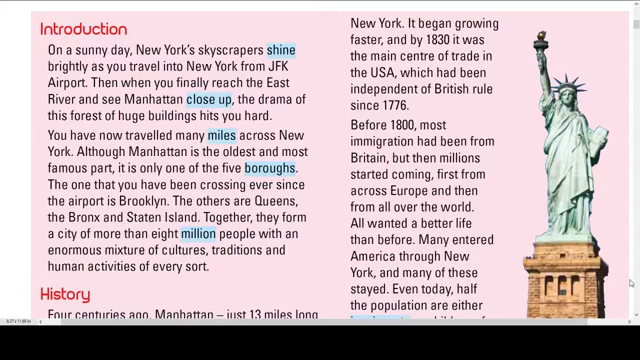 Introduction
On a sunny day, New York's skyscrapers shine
brightly as you travel into New York from JFK
Airport. Then when you finally reach the East
River and see Manhattan close up, the drama of
this forest of huge buildings hits you hard.
You have now travelled many miles across New
York. Although Manhattan is the oldest and most
famous part, it is only one of the five boroughs.
The one that you have been crossing ever since
the airport is Brooklyn. The others are Queens,
the Bronx and Staten Island. Together, they form
a city of more than eight million people with an
enormous mixture of cultures, traditions and
human activities of every sort.
History
Four centuries ago, Manhattan – just 13 miles long
New York. It began growing
faster, and by 1830 it was
the main centre of trade in
the USA, which had been
independent of British rule
since 1776.
Before 1800, most
immigration had been from
Britain, but then millions
started coming, first from
across Europe and then
from all over the world.
All wanted a better life
than before. Many entered
America through New
York, and many of these
stayed. Even today, half
the population are either